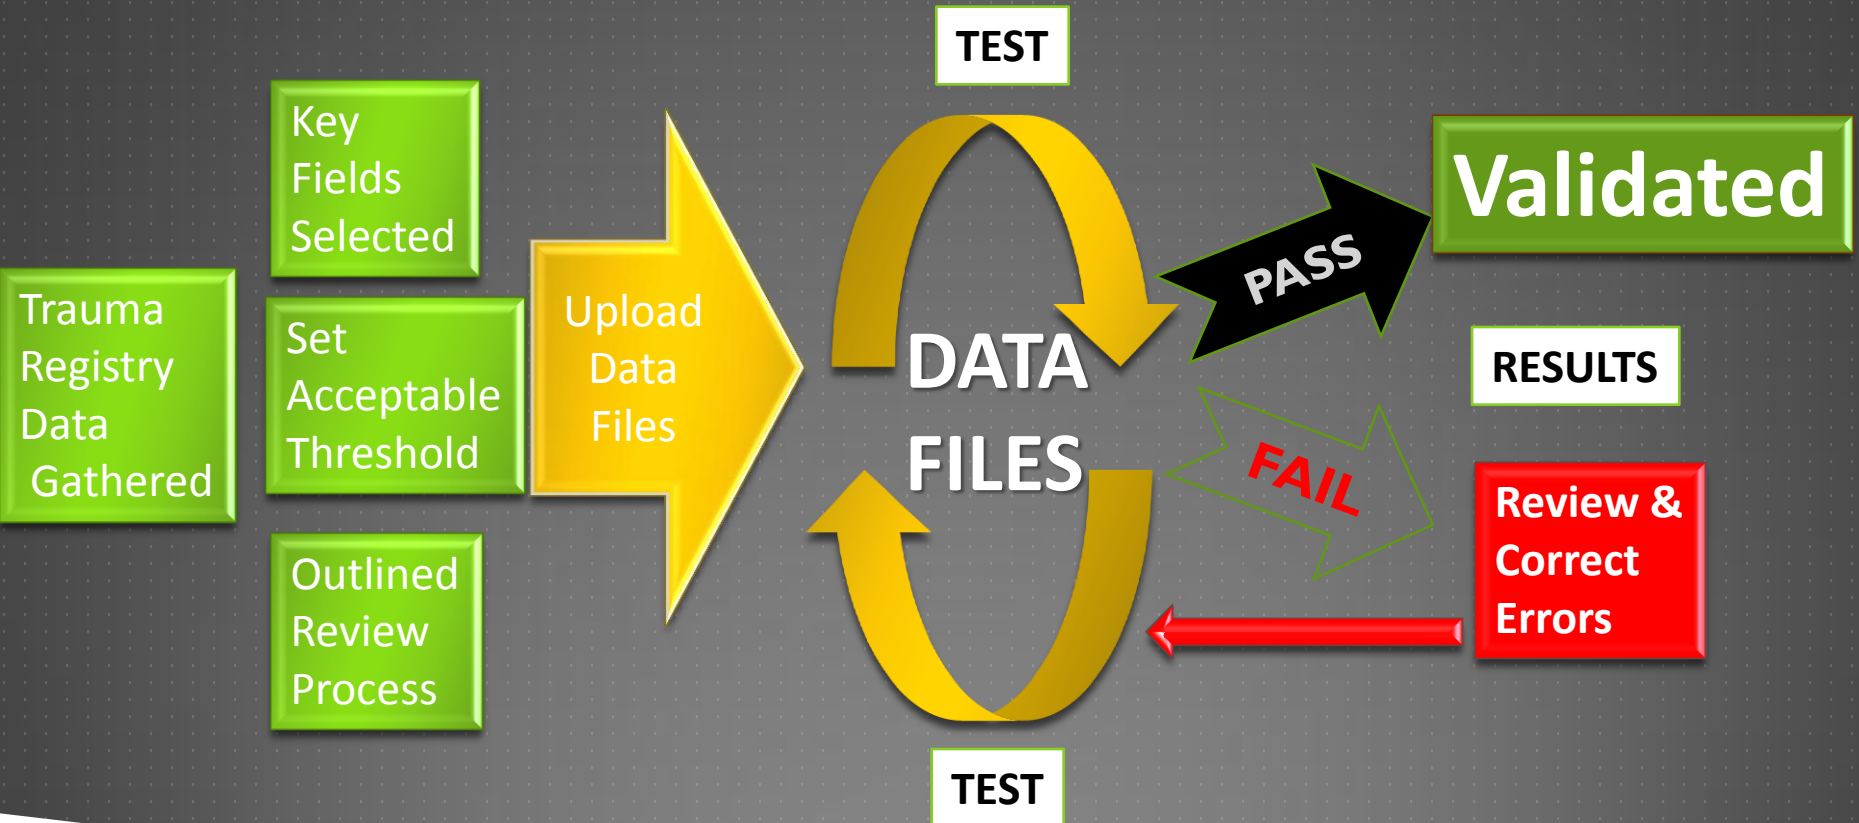 Trauma
Registry
Data
Gathered
Key
Fields
Selected
Set
Acceptable
Threshold
Outlined
Review
Process
Upload
Data
Files
TEST
DATA
FILES
TEST
PASS
FAIL
Validated
RESULTS
Review &
Correct
Errors